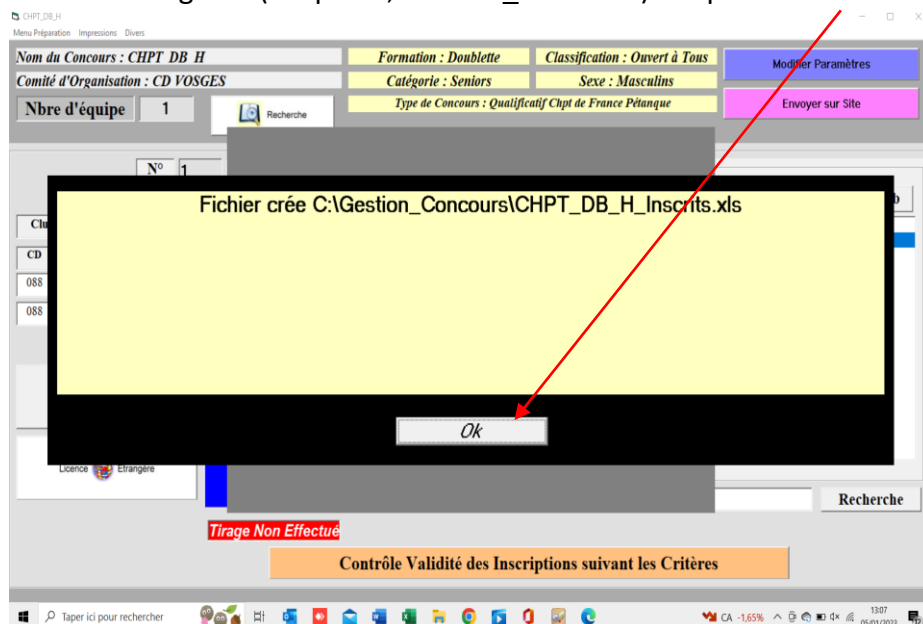 CHPT_DB_H
Menu Préparation Impressions Divers
Nom du Concours : CHPT DB H
Formation : Doublette
Classification : Ouvert à Tous
Modifier Paramètres
Comité d'Organisation : CD VOSGES
Catégorie : Seniors
Sexe : Masculins
Nbre d'équipe 1
Recherche
Type de Concours : Qualificatif Chpt de France Pétanque
Envoyer sur Site
N° 1
Fichier crée C:\Gestion_Concours\CHPT_DB_H_Inscrits.xls
CD
088
088
Ok
Licence Etrangère
Recherche
Tirage Non Effectué
Contrôle Validité des Inscriptions suivant les Critères
Taper ici pour rechercher
CA -1,65%
13:07
05/01/2023